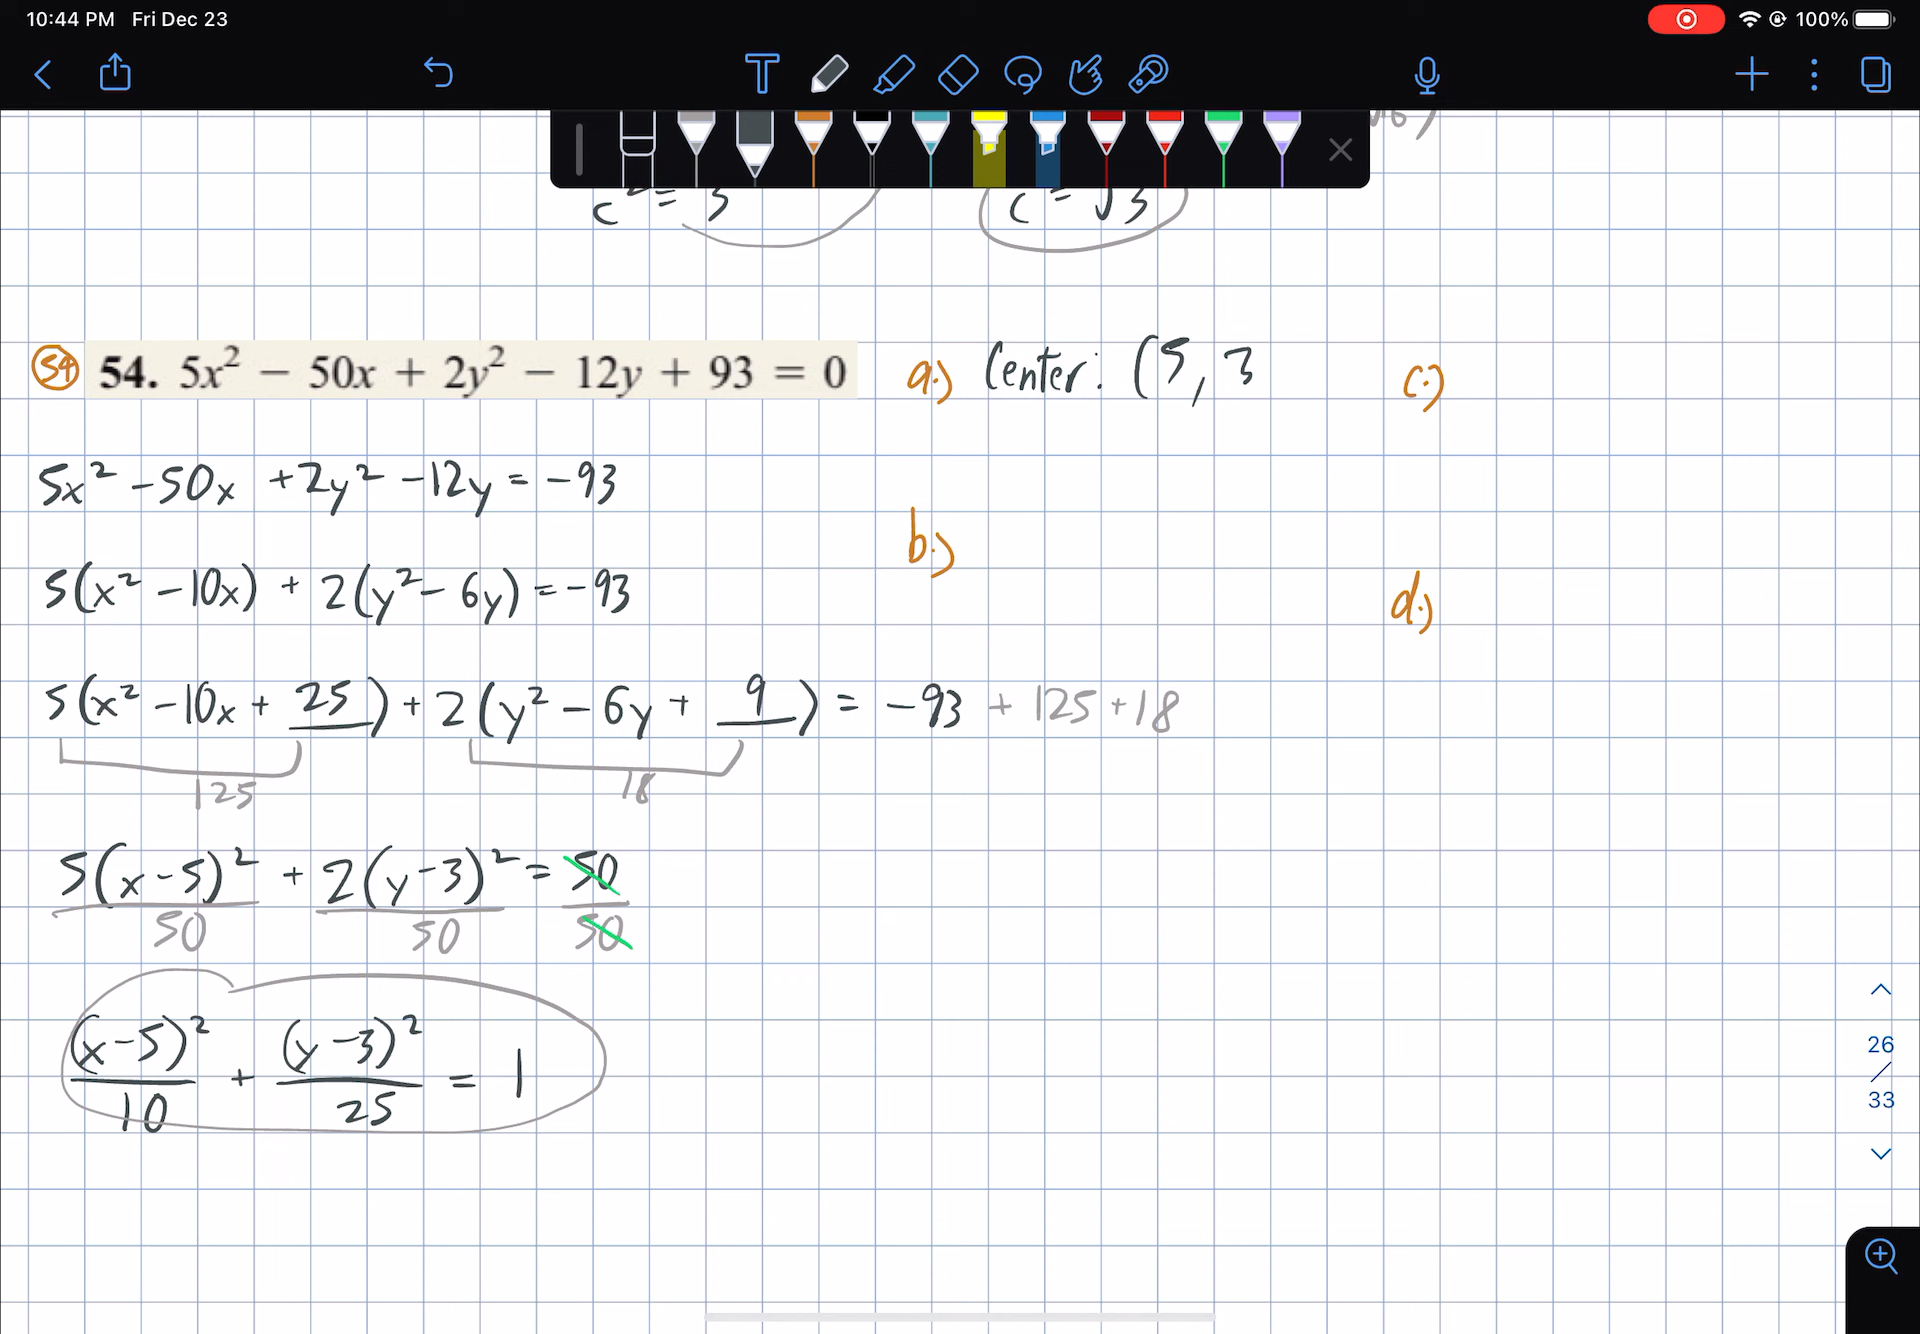 10:44 PM Fri Dec 23
100%
c² = 3
c = √3
54 54. 5x² − 50x + 2y² − 12y + 93 = 0
a.) Center: (5, 3
c.)
5x² -50x +2y² -12y = -93
b.)
5(x² -10x) + 2(y² - 6y) = -93
d.)
5(x² -10x + 25) + 2(y² - 6y + 9) = -93 + 125 + 18
125
18
5(x-5)² + 2(y-3)² = 50
50 50 50
(x-5)² + (y-3)² = 1
10 25
26
/
33